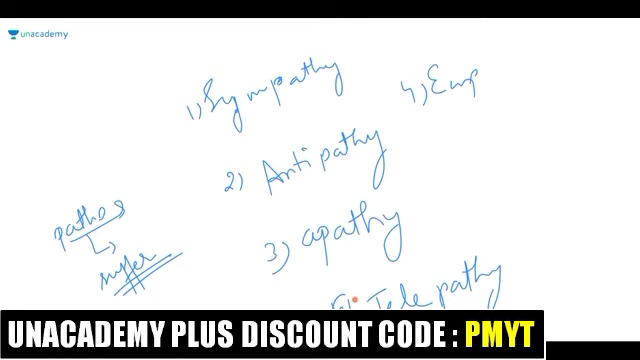 unacademy
1) Sympathy
4) Emp
2) Antipathy
pathos
suffer
3) apathy
Telepathy
UNACADEMY PLUS DISCOUNT CODE : PMYT